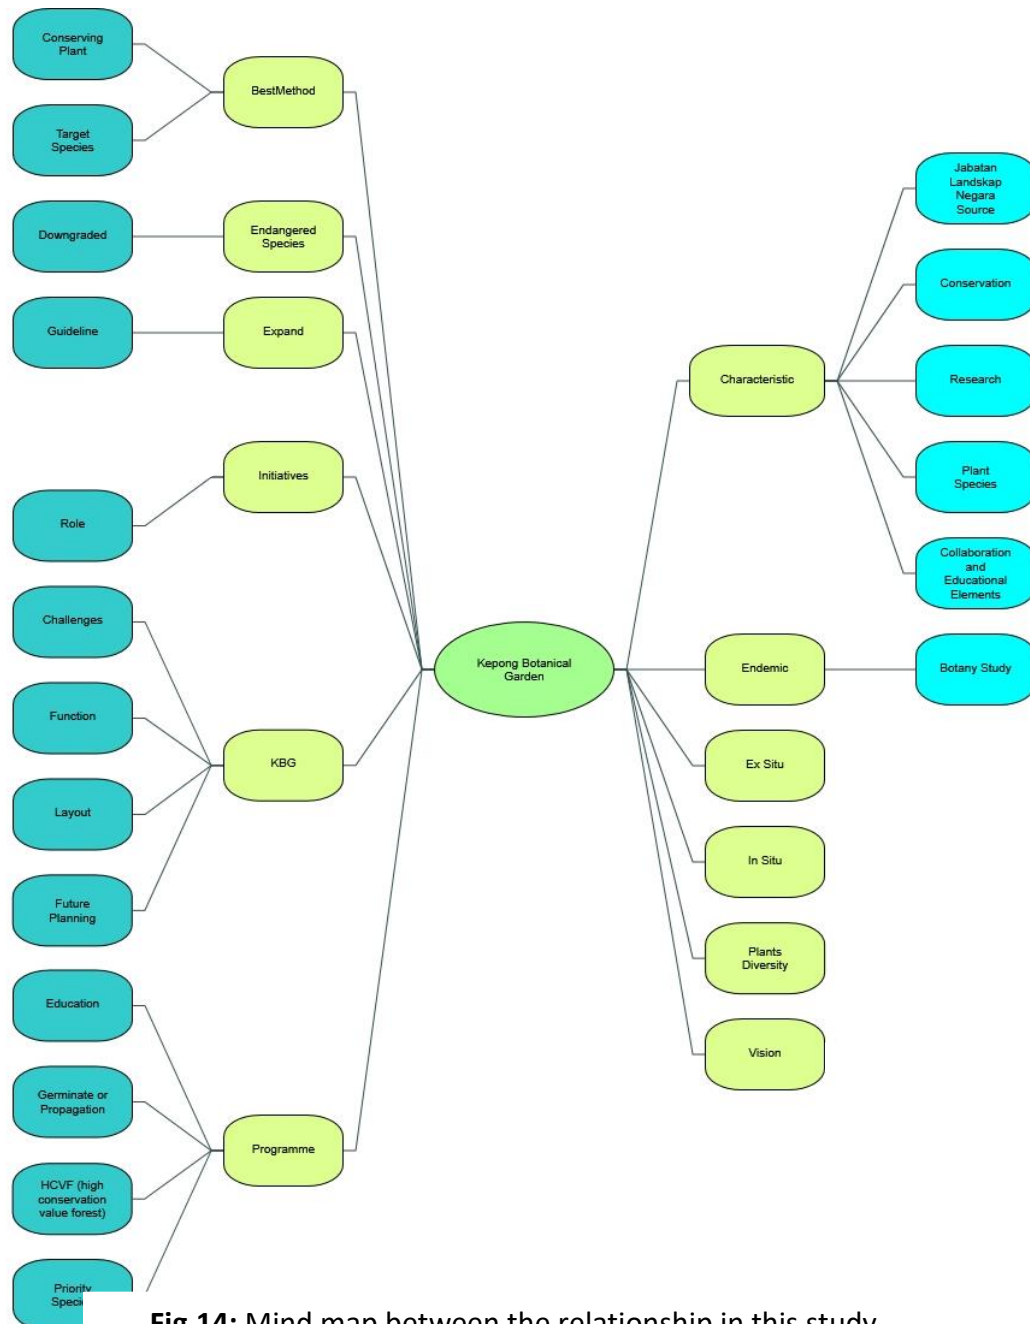 Conserving
Plant
Target
Species
BestMethod
Downgraded
Endangered
Species
Guideline
Expand
Role
Initiatives
Challenges
Function
Layout
Future
Planning
KBG
Education
Germinate or
Propagation
HCVF (high
conservation
value forest)
Priority
Programme
Kepong Botanical
Garden
Characteristic
Jabatan
Landskap
Negara
Source
Conservation
Research
Plant
Species
Collaboration
and
Educational
Elements
Endemic
Botany Study
Ex Situ
In Situ
Plants
Diversity
Vision
Fig 14: Mind map between the relationship in this study